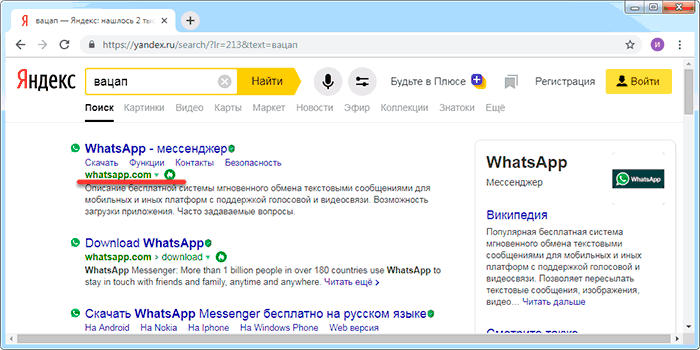 вацап — Яндекс: нашлось 2 тыс
https://yandex.ru/search/?lr=213&text=вацап
и
Яндекс
вацап
Найти
Будьте в Плюсе
Регистрация
Войти
Поиск Картинки Видео Карты Маркет Новости Эфир Коллекции Знатоки Ещё
WhatsApp - мессенджер
Скачать Функции Контакты Безопасность
whatsapp.com
Описание бесплатной системы мгновенного обмена текстовыми сообщениями для
мобильных и иных платформ с поддержкой голосовой и видеосвязи. Возможность
загрузки приложения. Часто задаваемые вопросы.
Download WhatsApp
whatsapp.com › download
WhatsApp Messenger: More than 1 billion people in over 180 countries use WhatsApp to
stay in touch with friends and family, anytime and anywhere. Читать ещё >
Скачать WhatsApp Messenger бесплатно на русском языке
На Android На Nokia На Iphone На Windows Phone Web версия
WhatsApp
Мессенджер
WhatsApp
Википедия
Популярная бесплатная система
мгновенного обмена текстовыми
сообщениями для мобильных и иных
платформ с поддержкой голосовой и
видеосвязи. Позволяет пересылать
текстовые сообщения, изображения,
видео… Читать дальше
Смотрите также